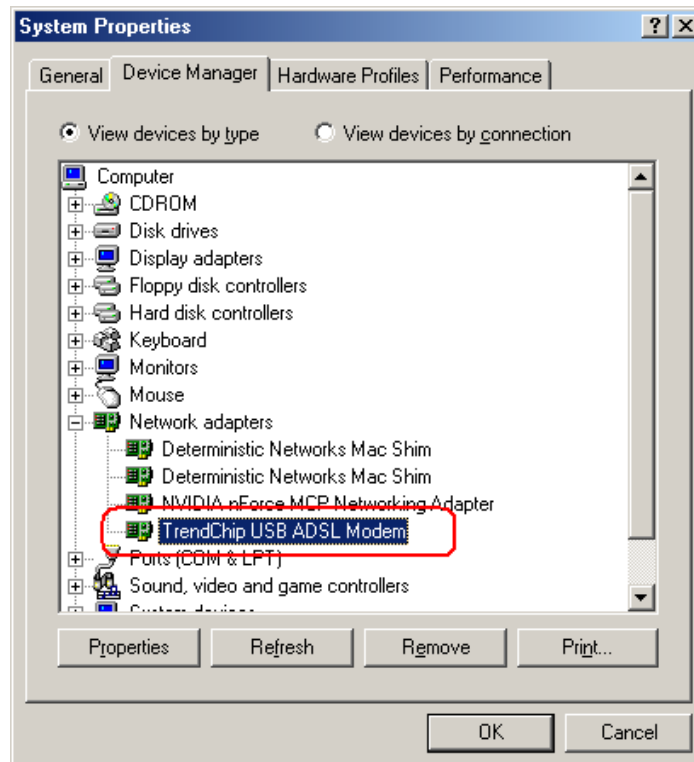 System Properties
General Device Manager Hardware Profiles Performance
View devices by type View devices by connection
Computer
CDROM
Disk drives
Display adapters
Floppy disk controllers
Hard disk controllers
Keyboard
Monitors
Mouse
Network adapters
Deterministic Networks Mac Shim
Deterministic Networks Mac Shim
NVIDIA nForce MCP Networking Adapter
TrendChip USB ADSL Modem
Ports (COM & LPT)
Sound, video and game controllers
System devices
Properties Refresh Remove Print...
OK Cancel